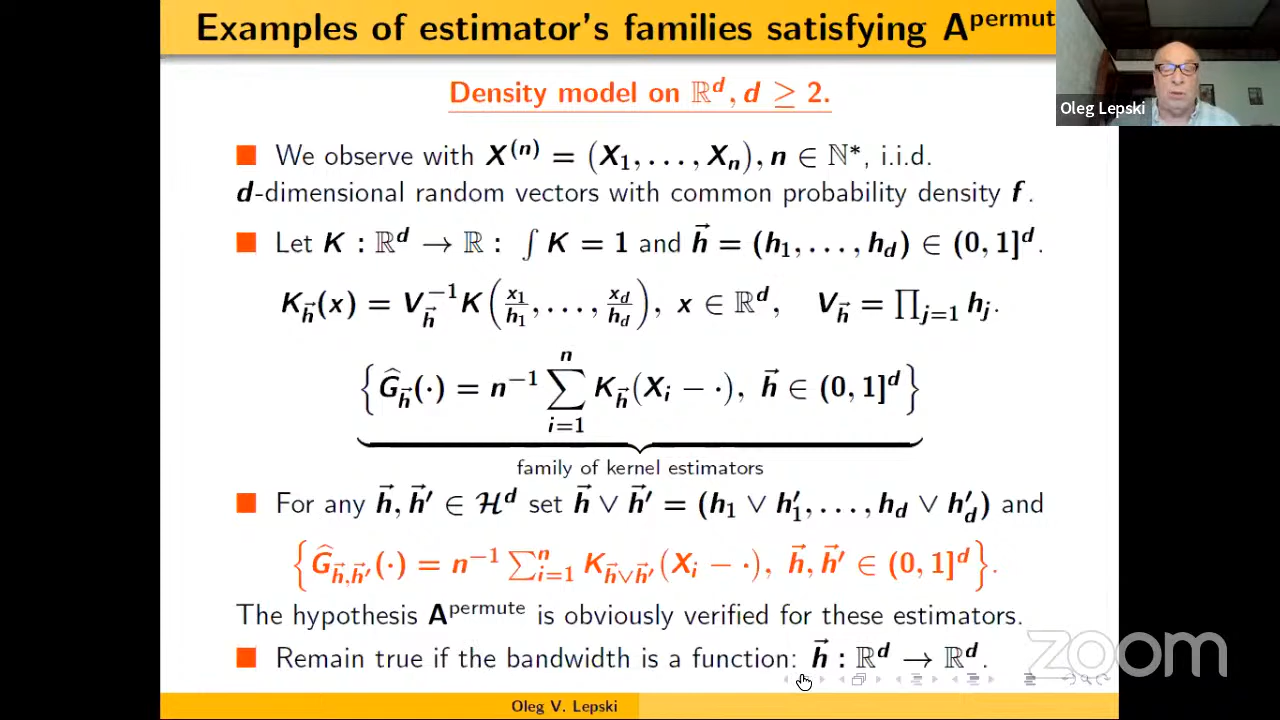 Examples of estimator's families satisfying A^permut
Oleg Lepski
Density model on ℝ^d, d ≥ 2.
We observe with X^(n) = (X_1, . . . , X_n), n ∈ ℕ*, i.i.d.
d-dimensional random vectors with common probability density f.
Let K : ℝ^d → ℝ : ∫ K = 1 and h⃗ = (h_1, . . . , h_d) ∈ (0, 1]^d.
K_h⃗(x) = V_h⃗^{-1} K(x_1/h_1, . . . , x_d/h_d), x ∈ ℝ^d, V_h⃗ = ∏_{j=1} h_j.
{Ĝ_h⃗(·) = n^{-1} ∑_{i=1}^{n} K_h⃗(X_i − ·), h⃗ ∈ (0, 1]^d}
family of kernel estimators
For any h⃗, h⃗′ ∈ ℋ^d set h⃗ ∨ h⃗′ = (h_1 ∨ h′_1, . . . , h_d ∨ h′_d) and
{Ĝ_{h⃗,h⃗′}(·) = n^{-1} ∑_{i=1}^{n} K_{h⃗∨h⃗′}(X_i − ·), h⃗, h⃗′ ∈ (0, 1]^d}.
The hypothesis A^permute is obviously verified for these estimators.
Remain true if the bandwidth is a function: h⃗ : ℝ^d → ℝ^d.
zoom
Oleg V. Lepski